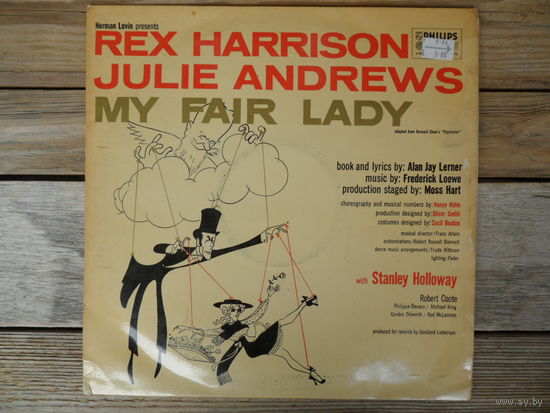 Herman Levin presents
REX HARRISON
JULIE ANDREWS
MY FAIR LADY
PHILIPS
adapted from Bernard Shaw's "Pygmalion"
book and lyrics by: Alan Jay Lerner
music by: Frederick Loewe
production staged by: Moss Hart
choreography and musical numbers by: Hanya Holm
production designed by: Oliver Smith
costumes designed by: Cecil Beaton
musical director/Franz Allers
orchestrations/Robert Russell Bennett
dance music arrangements/Trude Rittman
lighting/Feder
with Stanley Holloway
Robert Coote
Philippa Bevans / Michael King
Gordon Dilworth / Rod McLennan
produced for records by Goddard Lieberson
www.ay.by